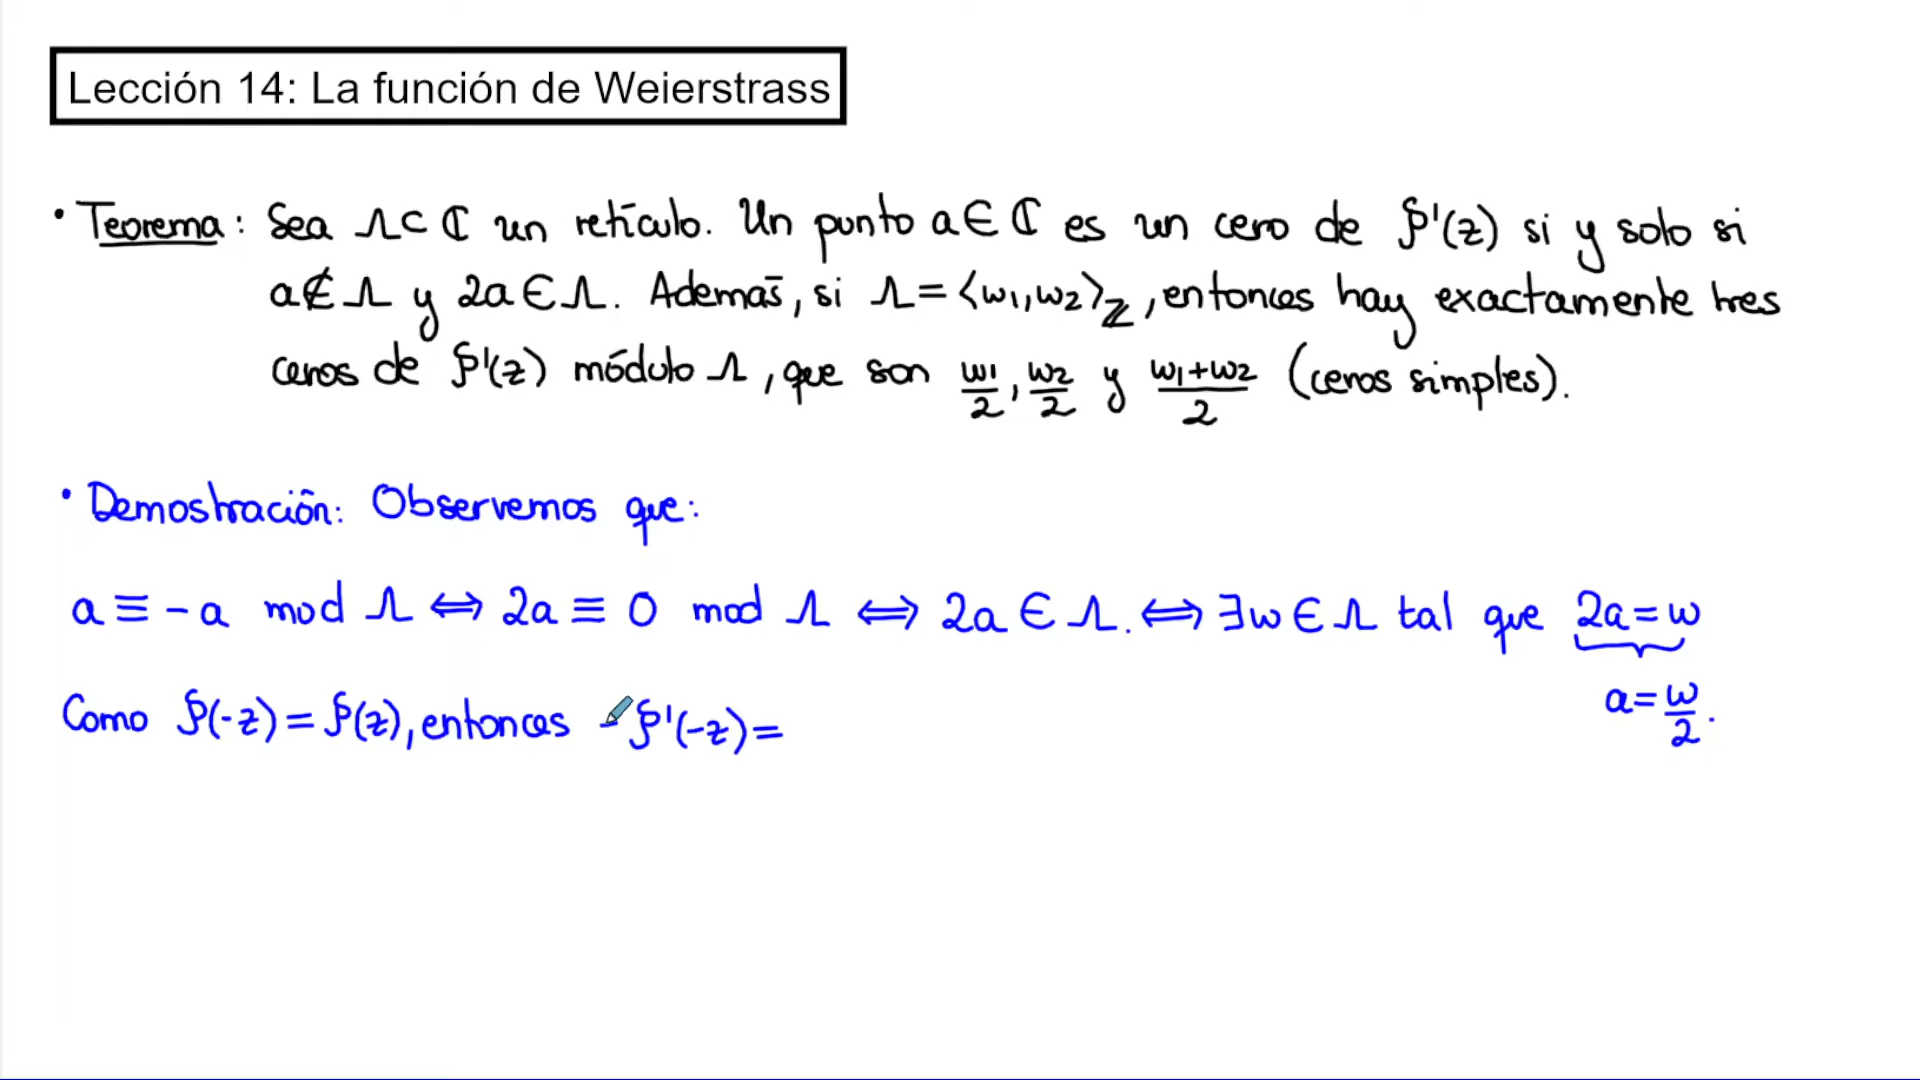 Lección 14: La función de Weierstrass
• Teorema: Sea Λ⊂ℂ un retículo. Un punto a∈ℂ es un cero de ℘'(z) si y solo si
a∉Λ y 2a∈Λ. Además, si Λ=⟨w₁,w₂⟩_ℤ, entonces hay exactamente tres
ceros de ℘'(z) módulo Λ, que son w₁/2, w₂/2 y (w₁+w₂)/2 (ceros simples).
• Demostración: Observemos que:
a≡-a mod Λ ⟺ 2a≡0 mod Λ ⟺ 2a∈Λ. ⟺ ∃w∈Λ tal que 2a=w
a=w/2.
Como ℘(-z)=℘(z), entonces -℘'(-z)=